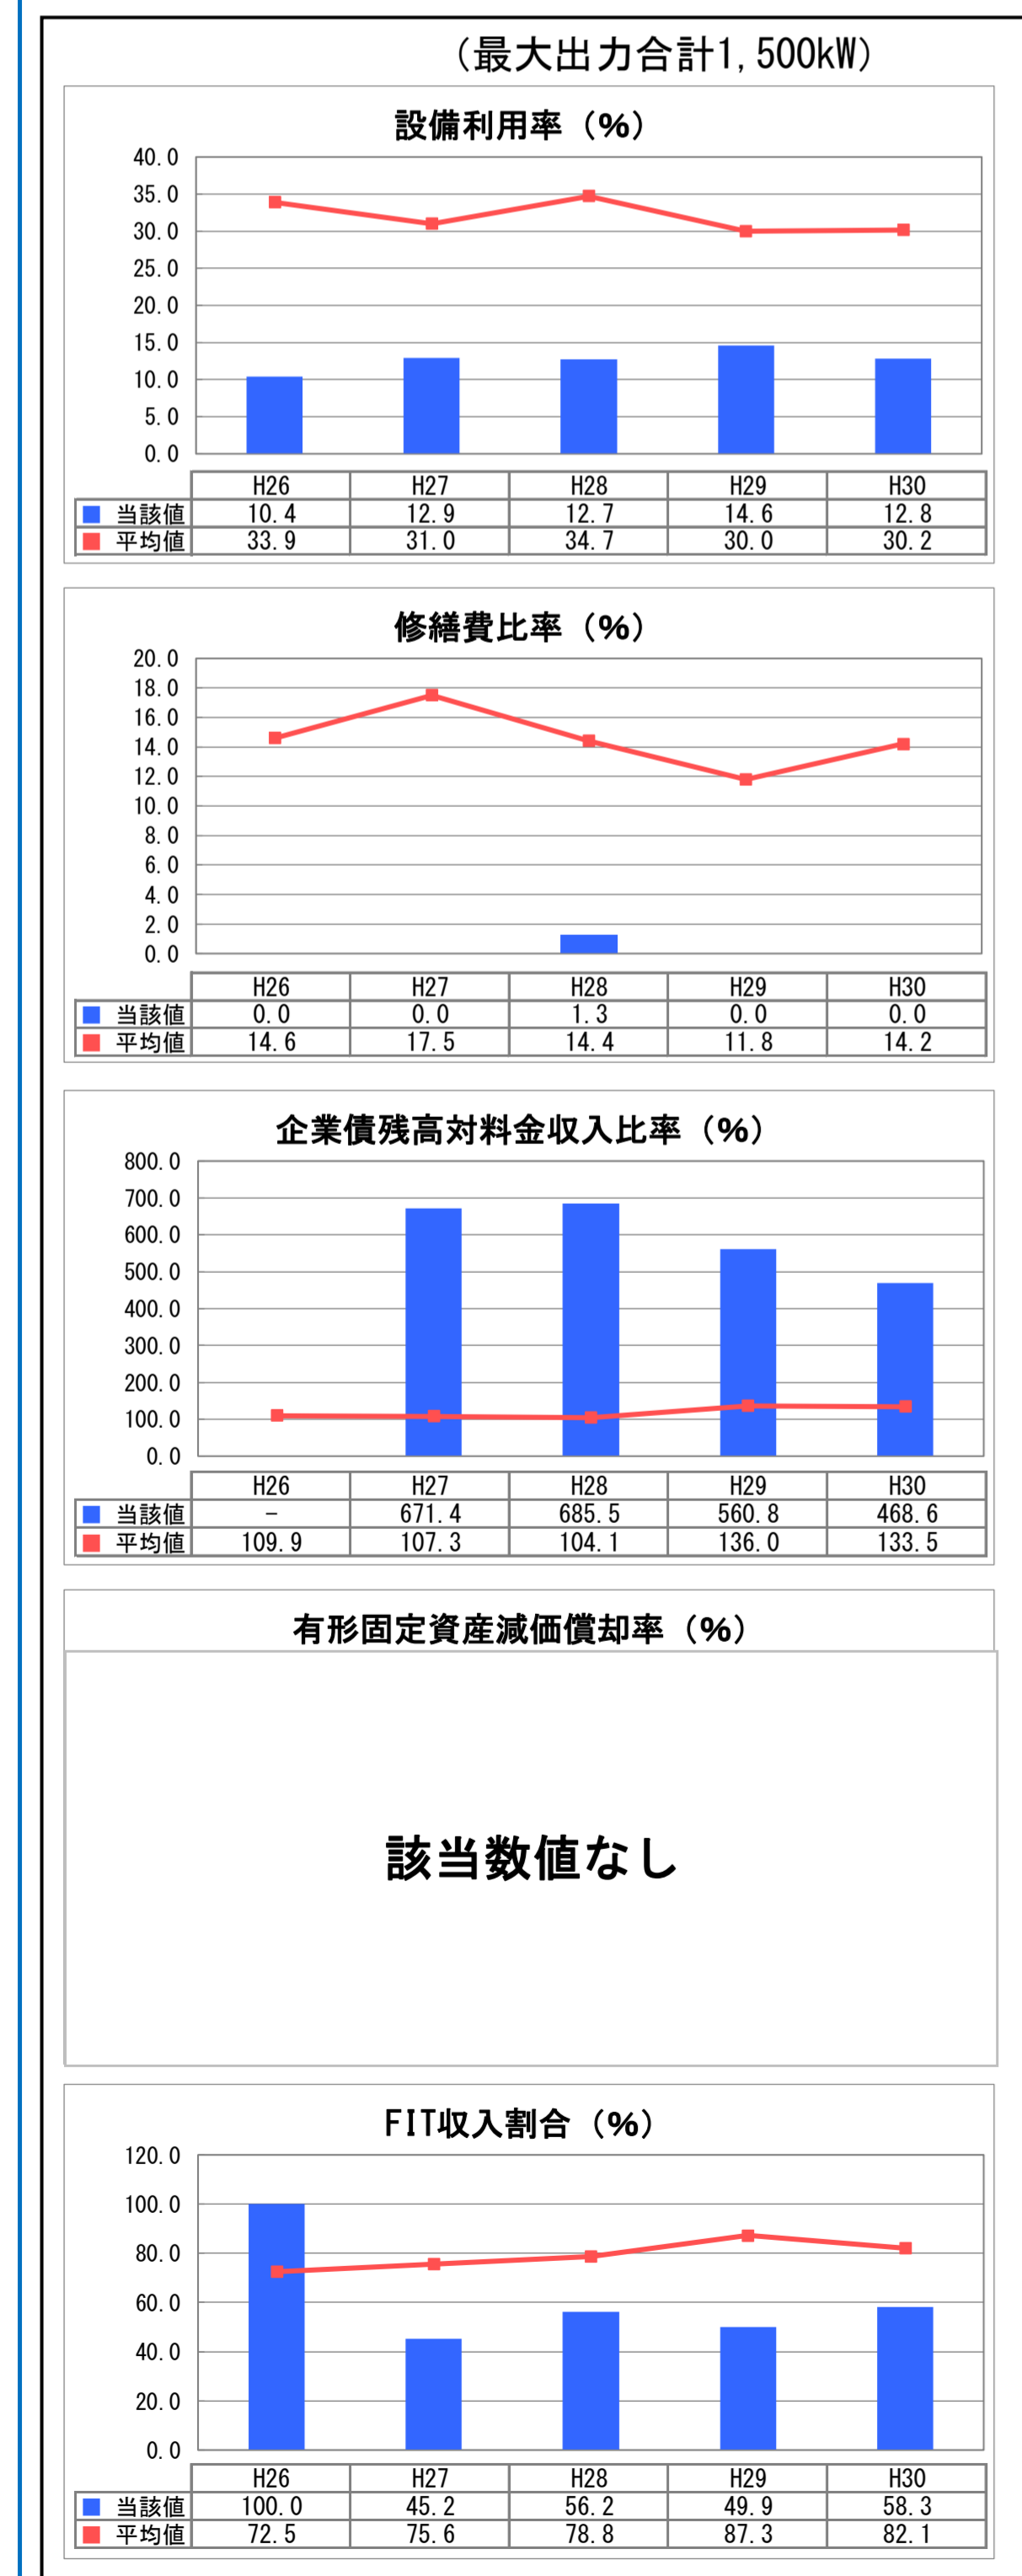 （最大出力合計1,500kW）
設備利用率（%）
40.0
35.0
30.0
25.0
20.0
15.0
10.0
5.0
0.0
H26 H27 H28 H29 H30
当該値 10.4 12.9 12.7 14.6 12.8
平均値 33.9 31.0 34.7 30.0 30.2
修繕費比率（%）
20.0
18.0
16.0
14.0
12.0
10.0
8.0
6.0
4.0
2.0
0.0
H26 H27 H28 H29 H30
当該値 0.0 0.0 1.3 0.0 0.0
平均値 14.6 17.5 14.4 11.8 14.2
企業債残高対料金収入比率（%）
800.0
700.0
600.0
500.0
400.0
300.0
200.0
100.0
0.0
H26 H27 H28 H29 H30
当該値 - 671.4 685.5 560.8 468.6
平均値 109.9 107.3 104.1 136.0 133.5
有形固定資産減価償却率（%）
該当数値なし
FIT収入割合（%）
120.0
100.0
80.0
60.0
40.0
20.0
0.0
H26 H27 H28 H29 H30
当該値 100.0 45.2 56.2 49.9 58.3
平均値 72.5 75.6 78.8 87.3 82.1